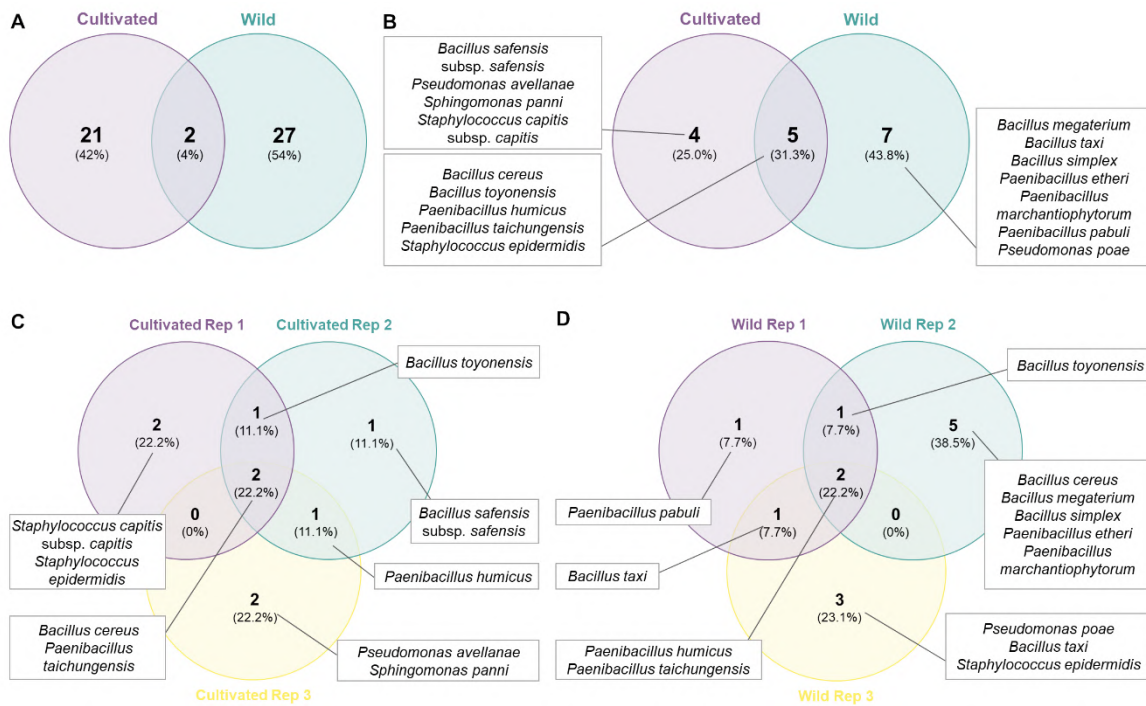 A
Cultivated
Wild
21
(42%)
2
(4%)
27
(54%)
B
Cultivated
Wild
Bacillus safensis
subsp. safensis
Pseudomonas avellanae
Sphingomonas panni
Staphylococcus capitis
subsp. capitis
Bacillus cereus
Bacillus toyonensis
Paenibacillus humicus
Paenibacillus taichungensis
Staphylococcus epidermidis
4
(25.0%)
5
(31.3%)
7
(43.8%)
Bacillus megaterium
Bacillus taxi
Bacillus simplex
Paenibacillus etheri
Paenibacillus
marchantiophytorum
Paenibacillus pabuli
Pseudomonas poae
C
Cultivated Rep 1
Cultivated Rep 2
Bacillus toyonensis
2
(22.2%)
1
(11.1%)
1
(11.1%)
2
(22.2%)
0
(0%)
1
(11.1%)
Staphylococcus capitis
subsp. capitis
Staphylococcus
epidermidis
Bacillus safensis
subsp. safensis
Paenibacillus humicus
2
(22.2%)
Bacillus cereus
Paenibacillus
taichungensis
Pseudomonas avellanae
Sphingomonas panni
Cultivated Rep 3
D
Wild Rep 1
Wild Rep 2
Bacillus toyonensis
1
(7.7%)
1
(7.7%)
5
(38.5%)
2
(22.2%)
1
(7.7%)
0
(0%)
Paenibacillus pabuli
Bacillus taxi
Bacillus cereus
Bacillus megaterium
Bacillus simplex
Paenibacillus etheri
Paenibacillus
marchantiophytorum
3
(23.1%)
Paenibacillus humicus
Paenibacillus taichungensis
Pseudomonas poae
Bacillus taxi
Staphylococcus epidermidis
Wild Rep 3